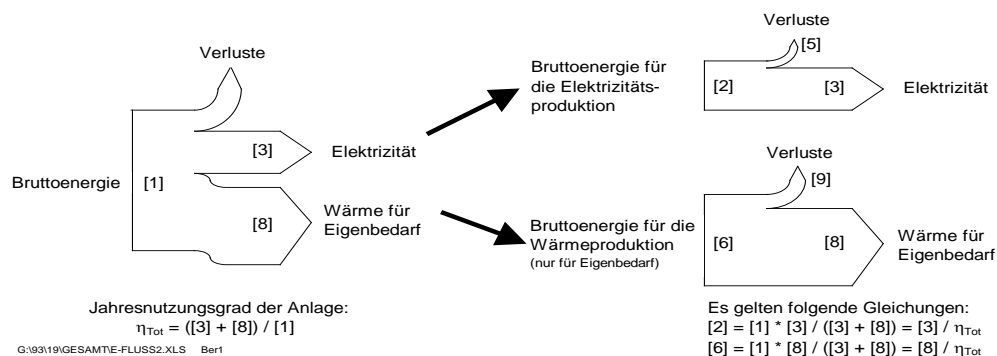 Verluste
[3]
Elektrizität
Bruttoenergie
[1]
[8]
Wärme für
Eigenbedarf
Jahresnutzungsgrad der Anlage:
ηTot = ([3] + [8]) / [1]
G:\93\19\GESAMT\E-FLUSS2.XLS Ber1
Verluste
[5]
Bruttoenergie für
die Elektrizitäts-
produktion
[2]
[3]
Elektrizität
Verluste
[9]
Bruttoenergie für die
Wärmeproduktion
(nur für Eigenbedarf)
[6]
[8]
Wärme für
Eigenbedarf
Es gelten folgende Gleichungen:
[2] = [1] * [3] / ([3] + [8]) = [3] / ηTot
[6] = [1] * [8] / ([3] + [8]) = [8] / ηTot